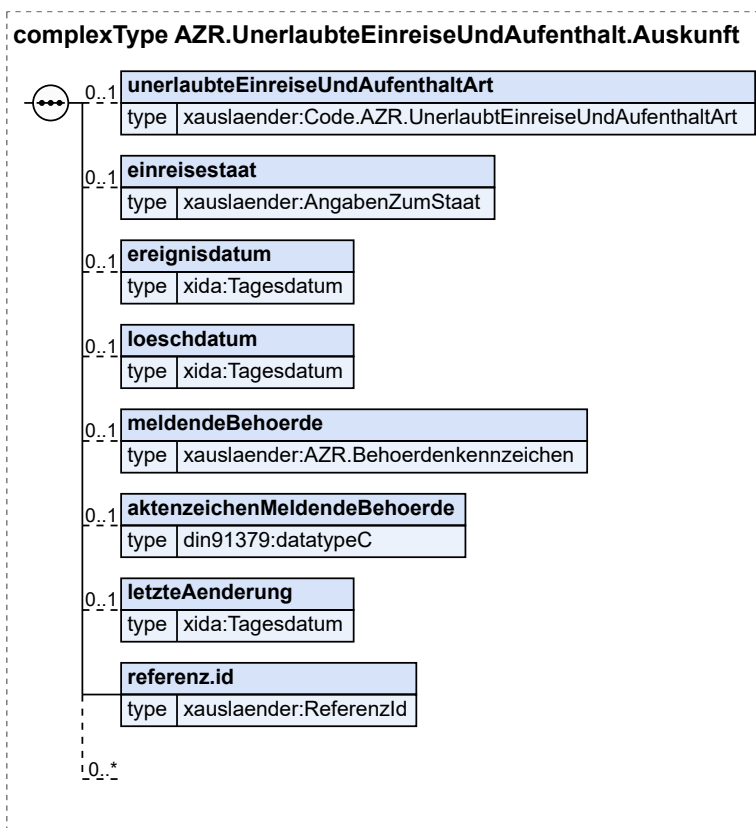 complexType AZR.UnerlaubteEinreiseUndAufenthalt.Auskunft
0..1 unerlaubteEinreiseUndAufenthaltArt
type xauslaender:Code.AZR.UnerlaubtEinreiseUndAufenthaltArt
0..1 einreisestaat
type xauslaender:AngabenZumStaat
0..1 ereignisdatum
type xida:Tagesdatum
0..1 loeschdatum
type xida:Tagesdatum
0..1 meldendeBehoerde
type xauslaender:AZR.Behoerdenkennzeichen
0..1 aktenzeichenMeldendeBehoerde
type din91379:datatypeC
0..1 letzteAenderung
type xida:Tagesdatum
referenz.id
type xauslaender:ReferenzId
0..*